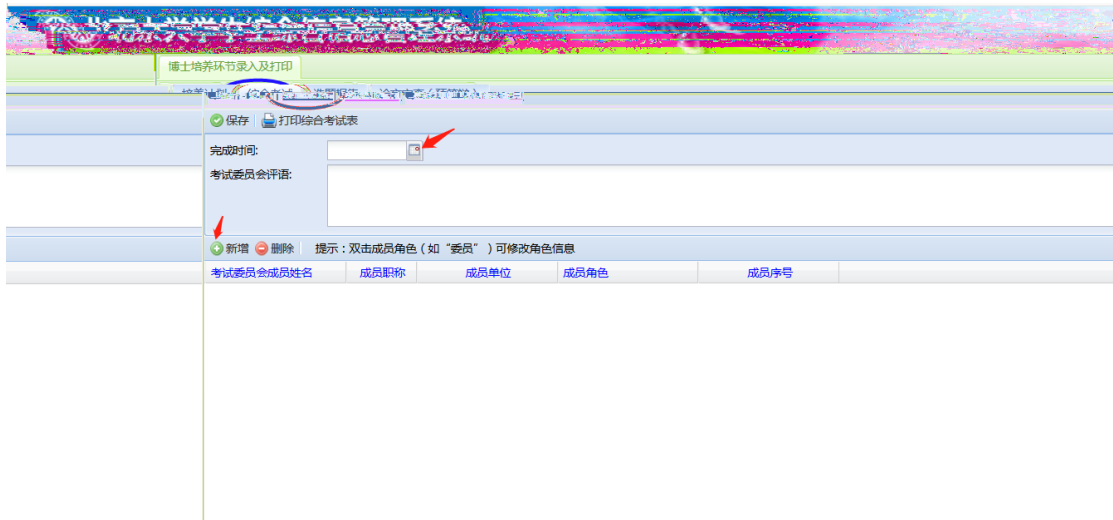 博士培养环节录入及打印
保存 打印综合考试表
完成时间:
考试委员会评语:
新增 删除 提示：双击成员角色（如“委员”）可修改角色信息
考试委员会成员姓名 成员职称 成员单位 成员角色 成员序号